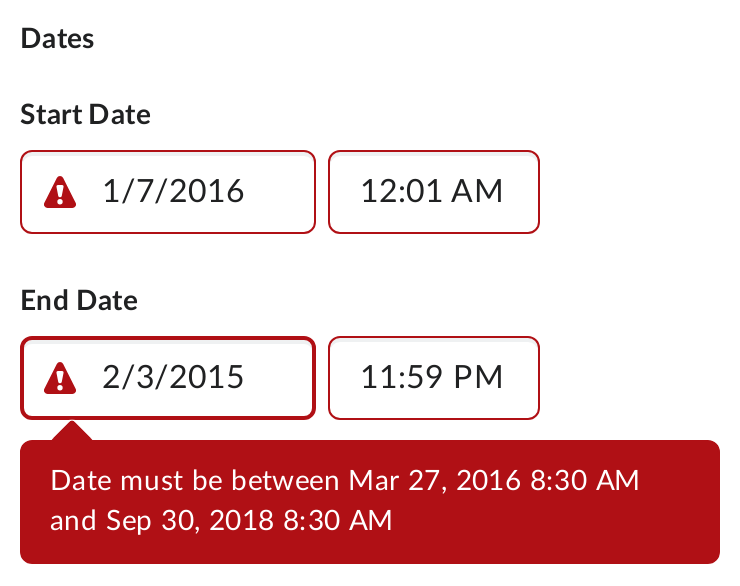 Dates
Start Date
1/7/2016
12:01 AM
End Date
2/3/2015
11:59 PM
Date must be between Mar 27, 2016 8:30 AM
and Sep 30, 2018 8:30 AM